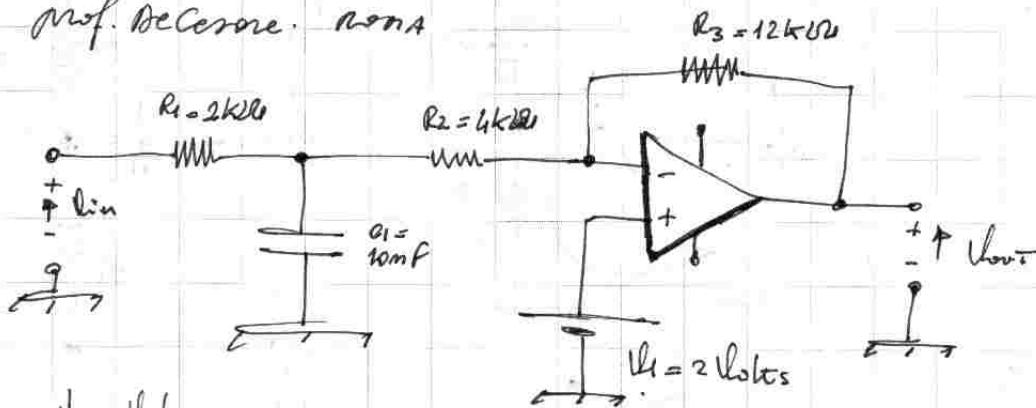 prof. DeCesare. ROMA
R3 = 12kΩ
R1 = 2kΩ
R2 = 4kΩ
+
Vin
-
-
+
C1 =
10nF
+
-
Vout
V1 = 2 Volts